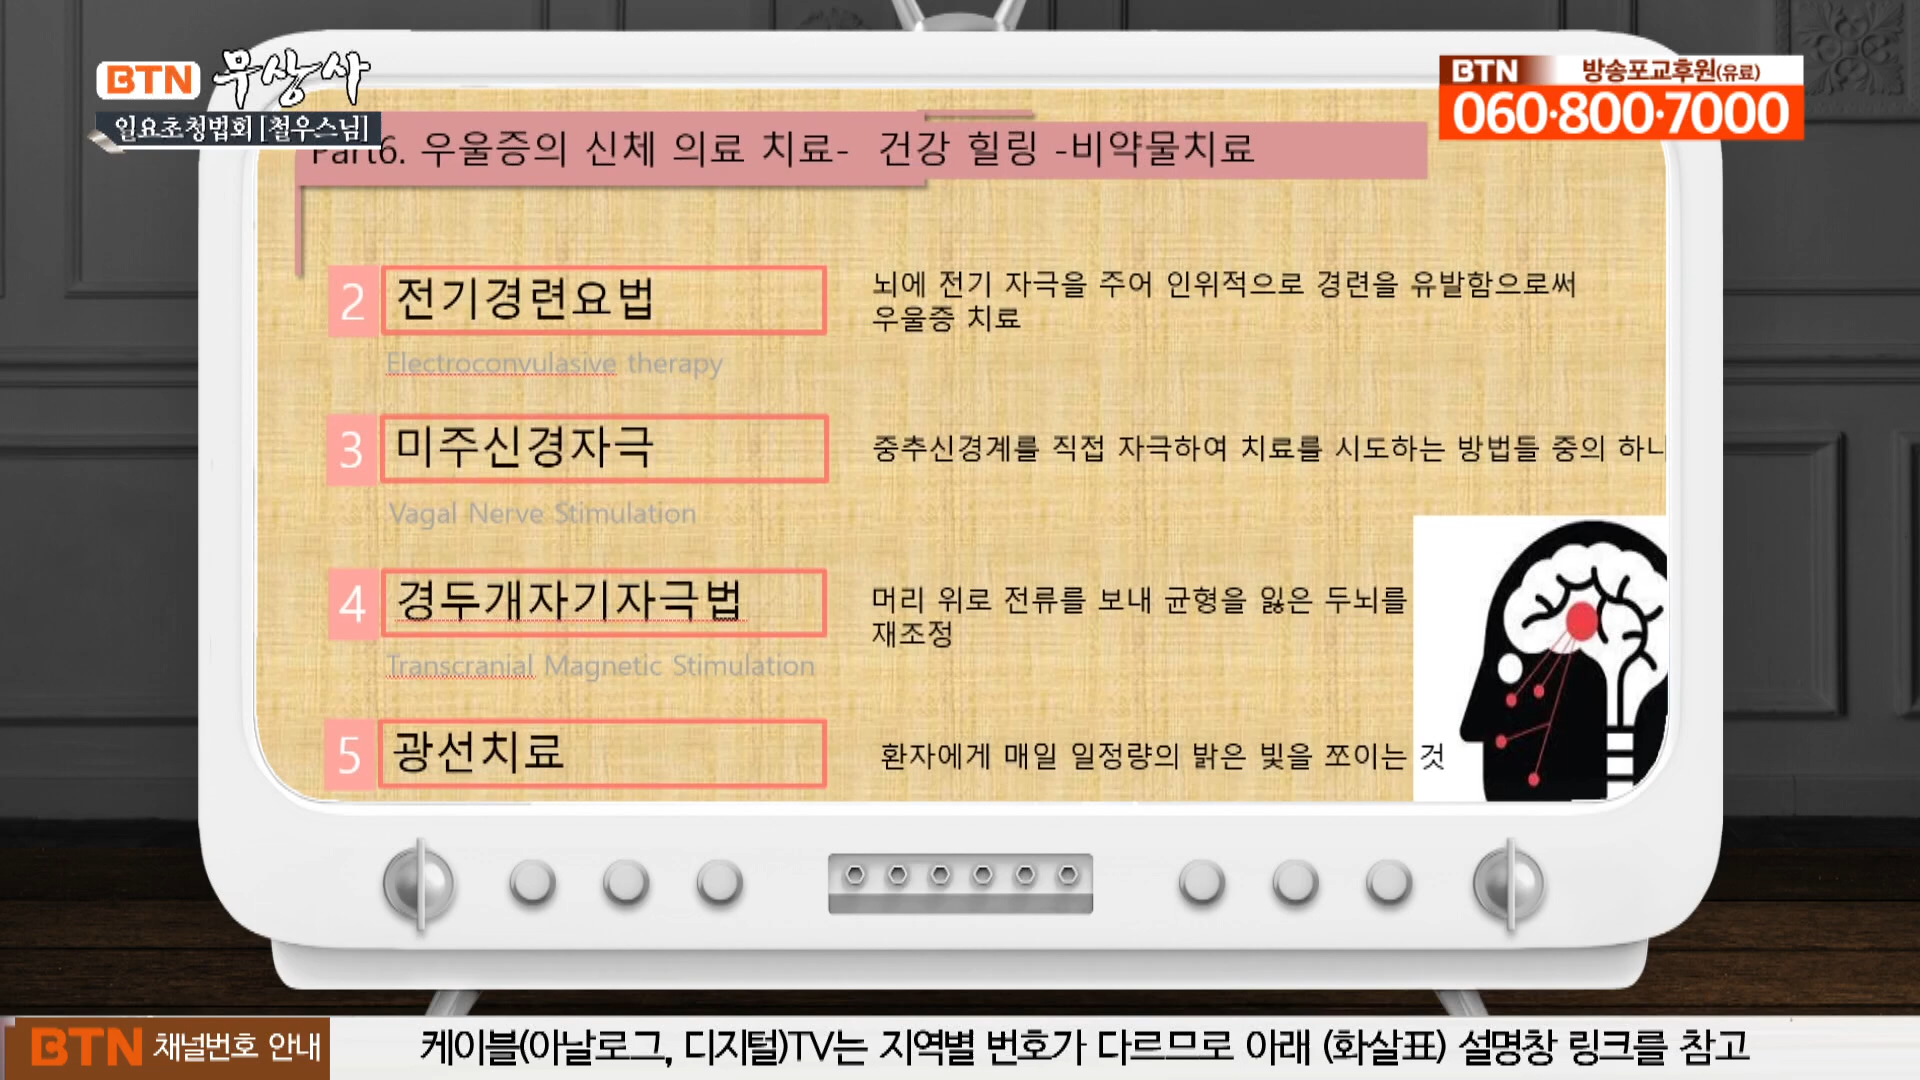 BTN 무상사
일요초청법회 [철우스님]
BTN 방송포교후원(유료)
060·800·7000
Part6. 우울증의 신체 의료 치료- 건강 힐링 -비약물치료
2 전기경련요법
뇌에 전기 자극을 주어 인위적으로 경련을 유발함으로써
우울증 치료
Electroconvulasive therapy
3 미주신경자극
중추신경계를 직접 자극하여 치료를 시도하는 방법들 중의 하나
Vagal Nerve Stimulation
4 경두개자기자극법
머리 위로 전류를 보내 균형을 잃은 두뇌를
재조정
Transcranial Magnetic Stimulation
5 광선치료
환자에게 매일 일정량의 밝은 빛을 쪼이는 것
BTN 채널번호 안내
케이블(아날로그, 디지털)TV는 지역별 번호가 다르므로 아래 (화살표) 설명창 링크를 참고